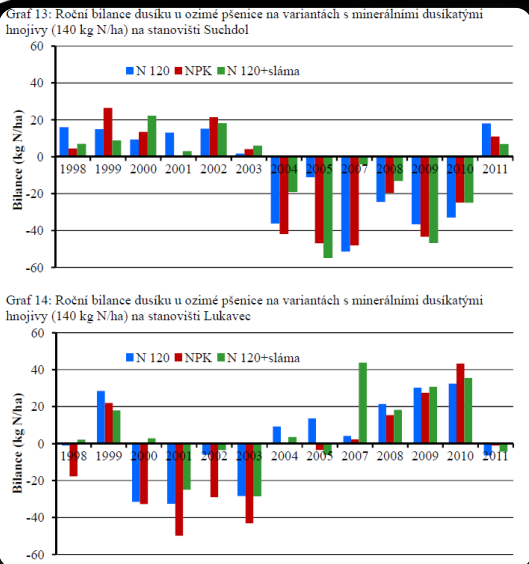 Graf 13: Roční bilance dusíku u ozimé pšenice na variantách s minerálními dusíkatými
hnojivy (140 kg N/ha) na stanovišti Suchdol
60
N 120 NPK N 120+sláma
40
20
0
-20
-40
-60
Bilance (kg N/ha)
1998 1999 2000 2001 2002 2003 2004 2005 2007 2008 2009 2010 2011
Graf 14: Roční bilance dusíku u ozimé pšenice na variantách s minerálními dusíkatými
hnojivy (140 kg N/ha) na stanovišti Lukavec
60
N 120 NPK N 120+sláma
40
20
0
-20
-40
-60
Bilance (kg N/ha)
1998 1999 2000 2001 2002 2003 2004 2005 2007 2008 2009 2010 2011